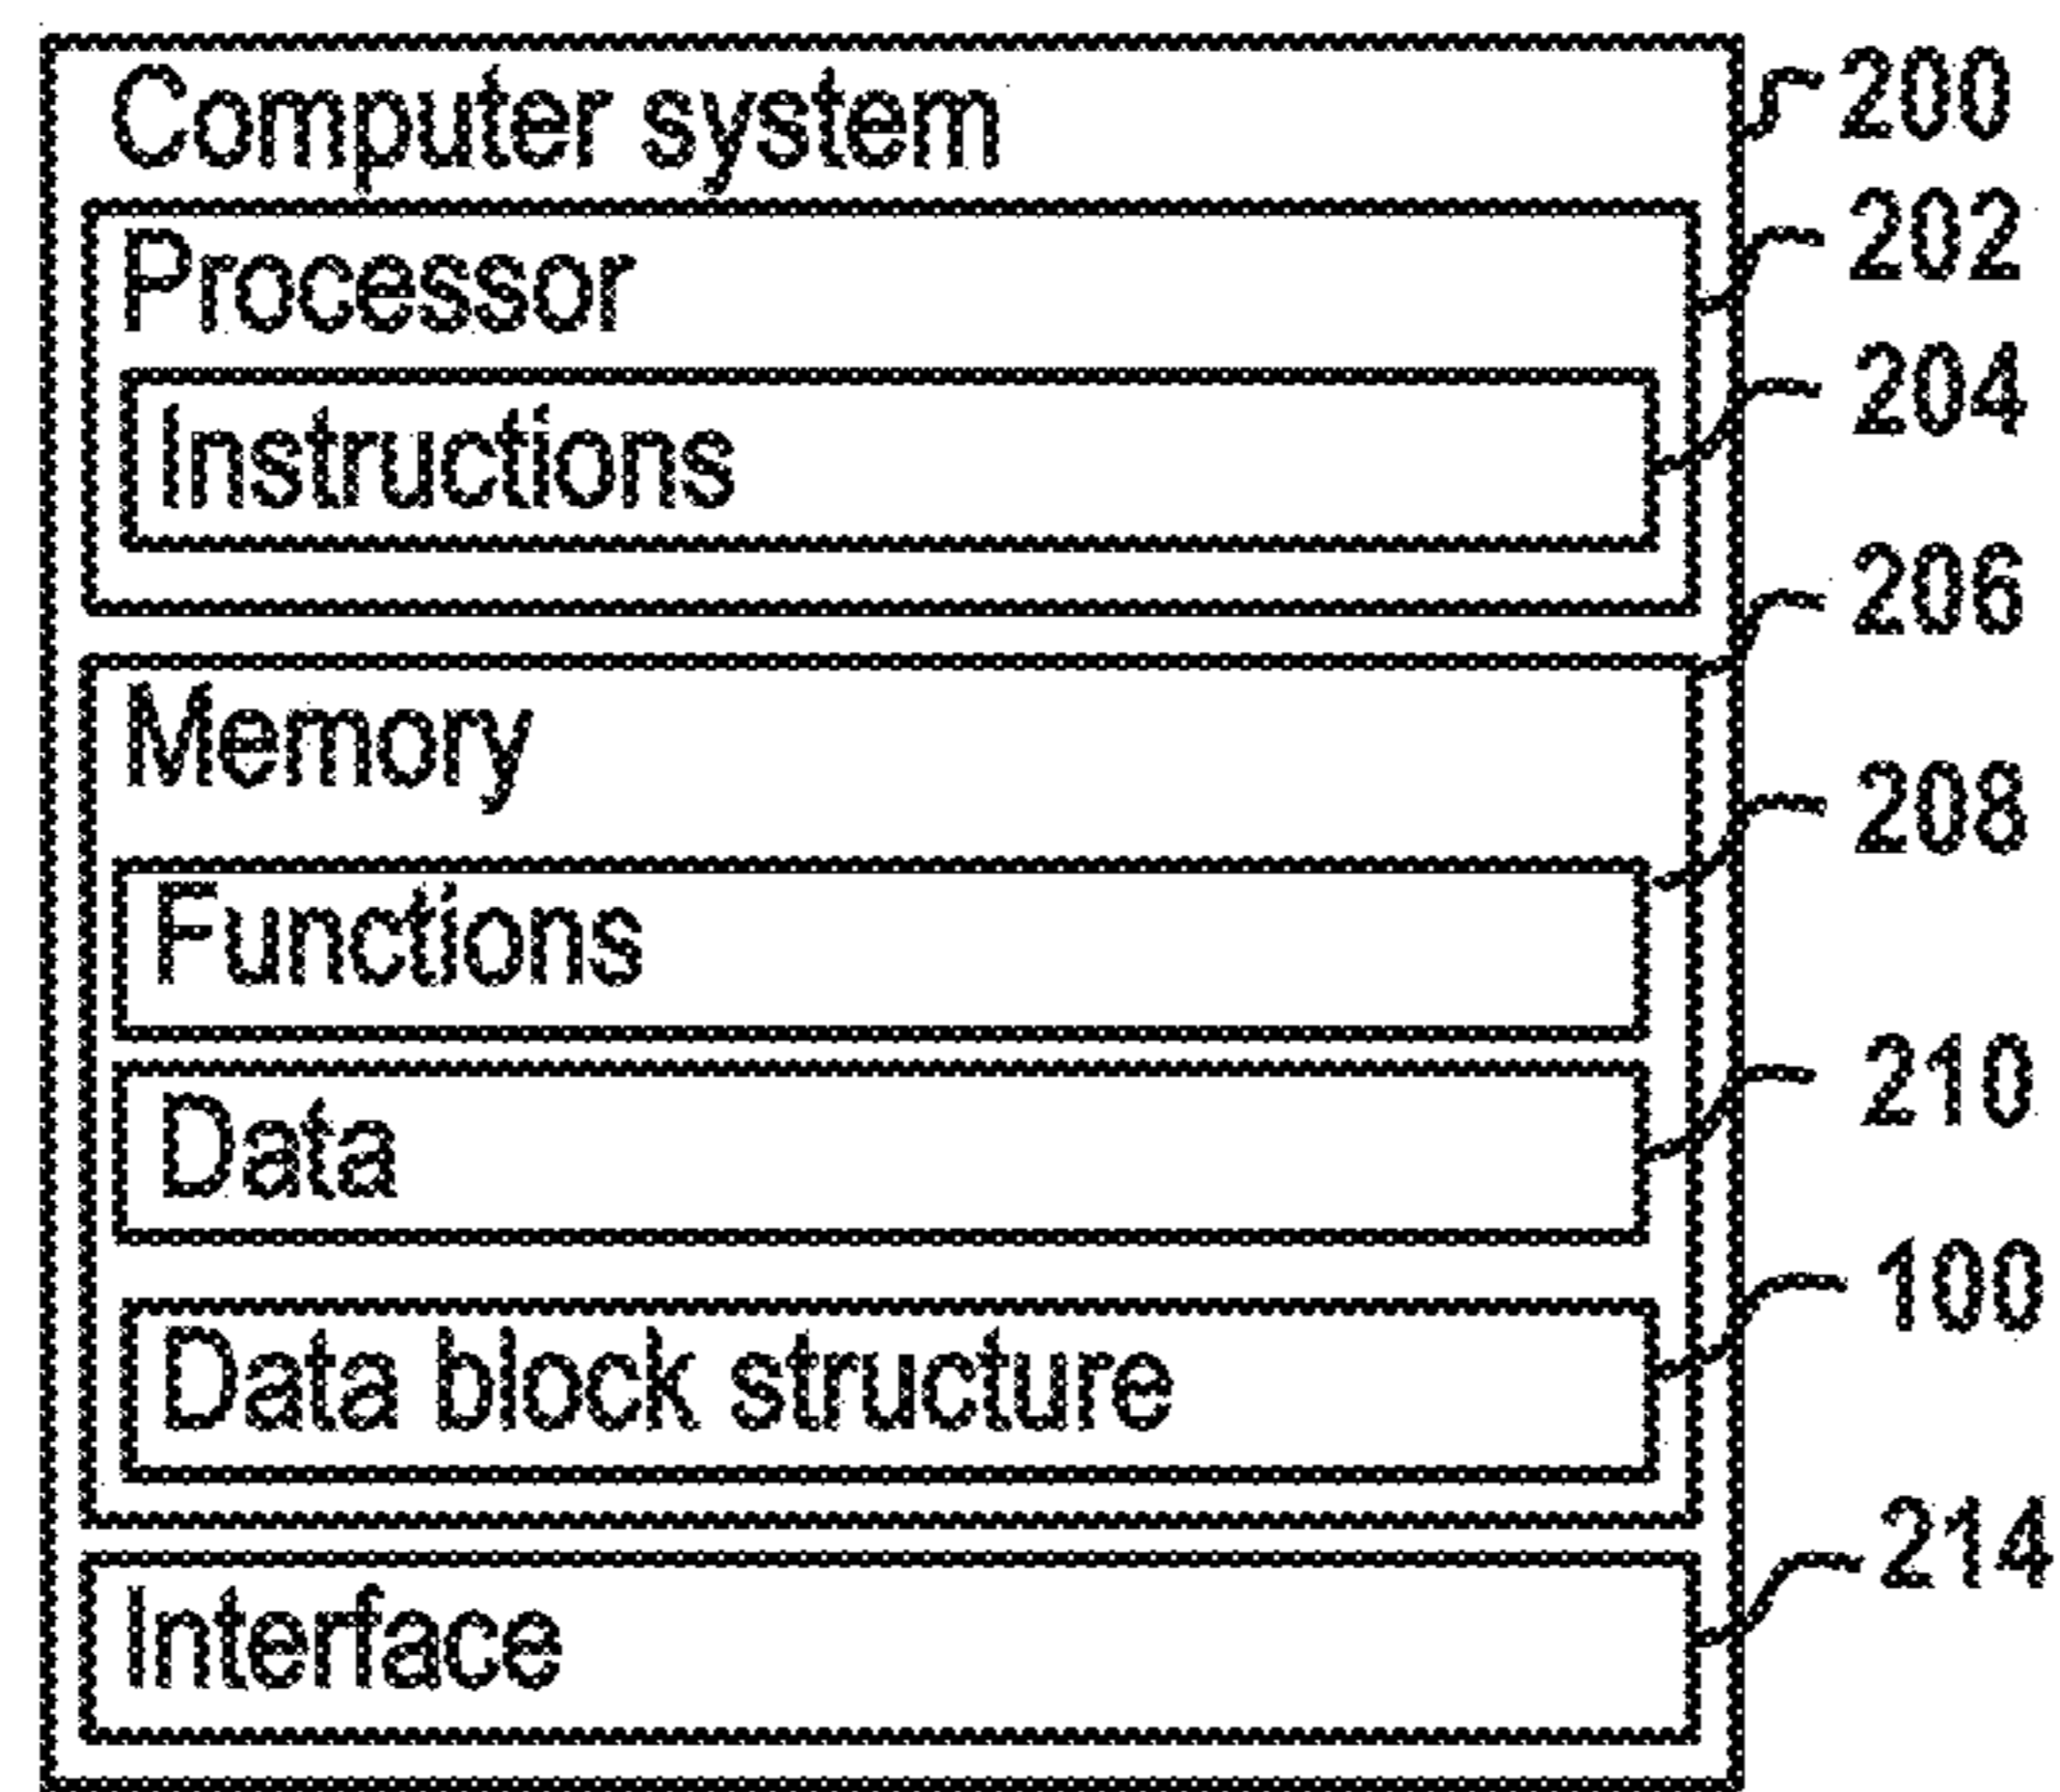 Computer system 200
Processor 202
Instructions 204
206
Memory
208
Functions
210
Data
100
Data block structure
214
Interface